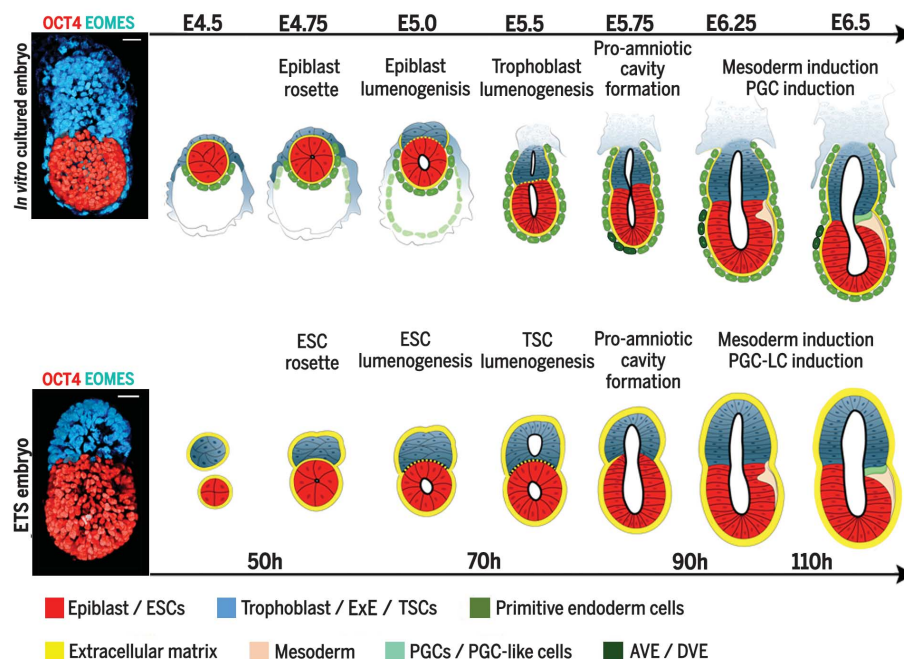 OCT4 EOMES
In vitro cultured embryo
E4.5 E4.75 E5.0 E5.5 E5.75 E6.25 E6.5
Epiblast
rosette
Epiblast
lumenogenisis
Trophoblast
lumenogenesis
Pro-amniotic
cavity
formation
Mesoderm induction
PGC induction
OCT4 EOMES
ETS embryo
ESC
rosette
ESC
lumenogenesis
TSC
lumenogenesis
Pro-amniotic
cavity
formation
Mesoderm induction
PGC-LC induction
50h 70h 90h 110h
Epiblast / ESCs Trophoblast / ExE / TSCs Primitive endoderm cells
Extracellular matrix Mesoderm PGCs / PGC-like cells AVE / DVE